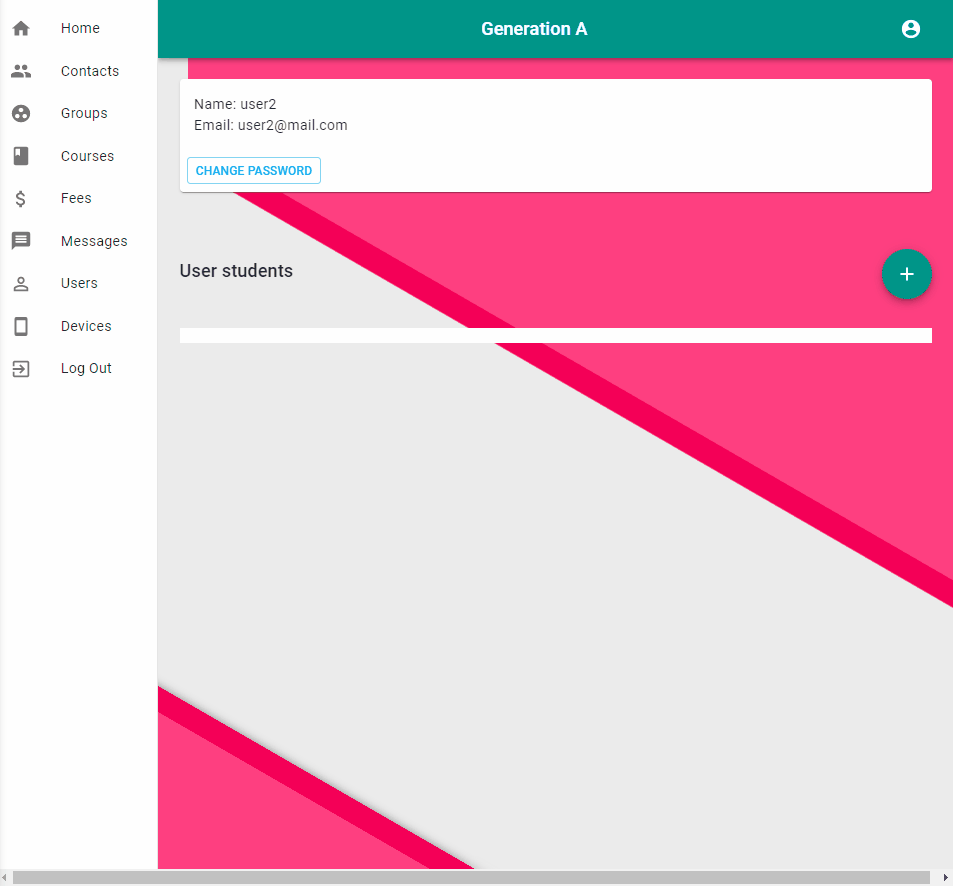 Generation A
Home
Contacts
Groups
Courses
Fees
Messages
Users
Devices
Log Out
Name: user2
Email: user2@mail.com
CHANGE PASSWORD
User students